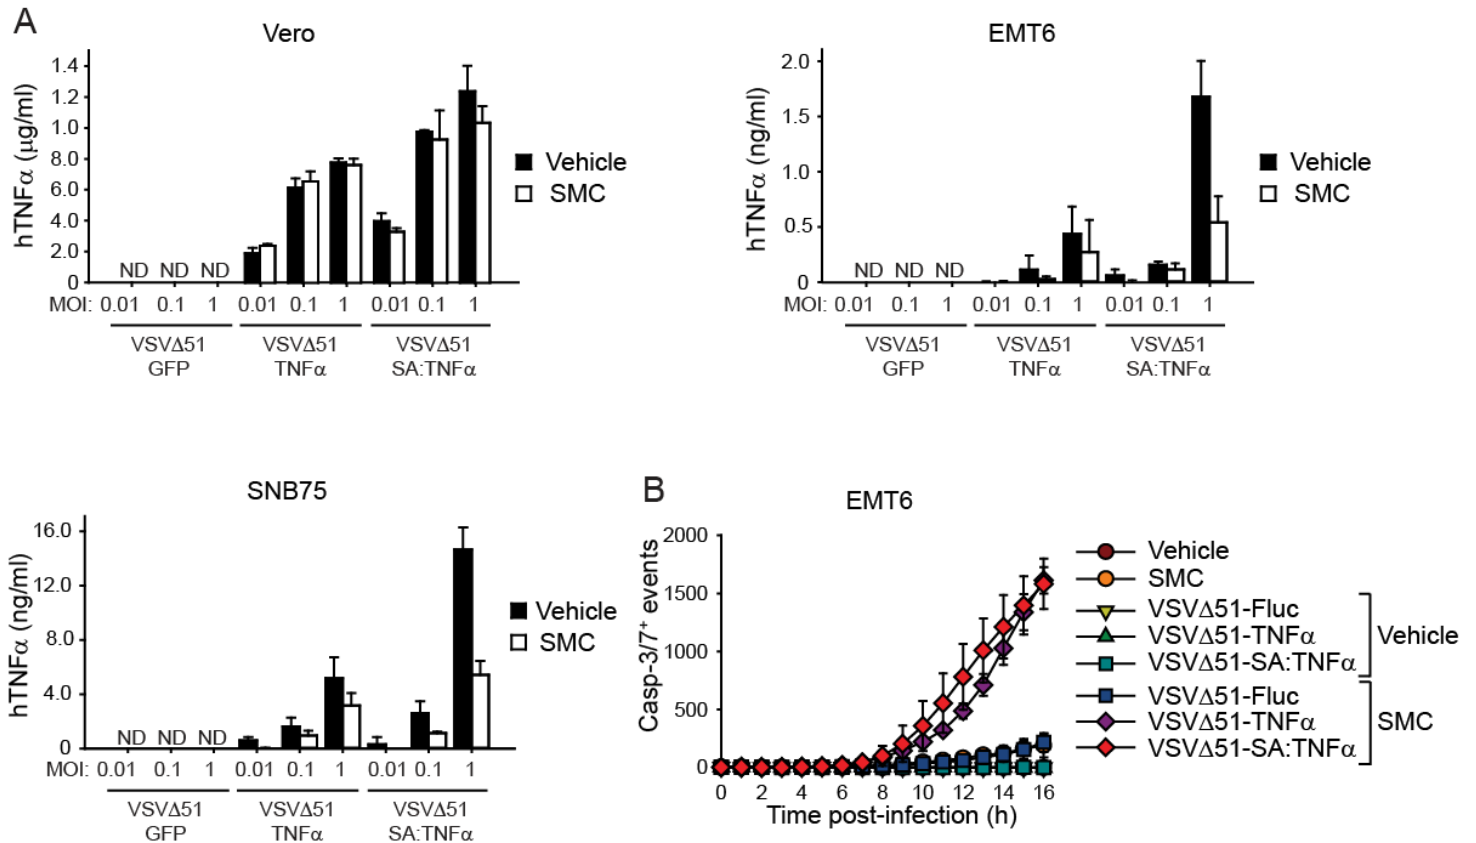 A
Vero
hTNFα (μg/ml)
1.4
1.2
1.0
8.0
6.0
4.0
2.0
0
ND ND ND
MOI: 0.01 0.1 1 0.01 0.1 1 0.01 0.1 1
VSVΔ51 VSVΔ51 VSVΔ51
GFP TNFα SA:TNFα
Vehicle
SMC
EMT6
hTNFα (ng/ml)
2.0
1.5
1.0
0.5
0
ND ND ND
MOI: 0.01 0.1 1 0.01 0.1 1 0.01 0.1 1
VSVΔ51 VSVΔ51 VSVΔ51
GFP TNFα SA:TNFα
Vehicle
SMC
SNB75
hTNFα (ng/ml)
16.0
12.0
8.0
4.0
0
ND ND ND
MOI: 0.01 0.1 1 0.01 0.1 1 0.01 0.1 1
VSVΔ51 VSVΔ51 VSVΔ51
GFP TNFα SA:TNFα
Vehicle
SMC
B
EMT6
Casp-3/7+ events
2000
1500
1000
500
0
0 2 4 6 8 10 12 14 16
Time post-infection (h)
Vehicle
SMC
VSVΔ51-Fluc
VSVΔ51-TNFα
VSVΔ51-SA:TNFα
Vehicle
VSVΔ51-Fluc
VSVΔ51-TNFα
VSVΔ51-SA:TNFα
SMC